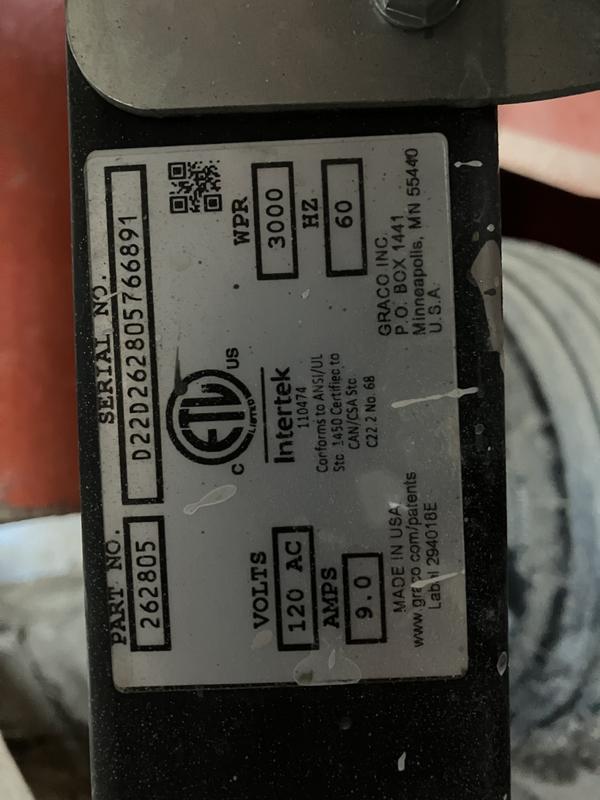 PART NO.
262805
SERIAL NO.
D22D262805766891
ETL
LISTED
C
US
Intertek
110474
Conforms to ANSI/UL
Std. 1450 Certified to
CAN/CSA Std.
C22.2 No. 68
VOLTS
120 AC
AMPS
9.0
WPR
3000
HZ
60
MADE IN USA
www.graco.com/patents
Label 294018E
GRACO INC.
P.O. BOX 1441
Minneapolis, MN 55440
U.S.A.